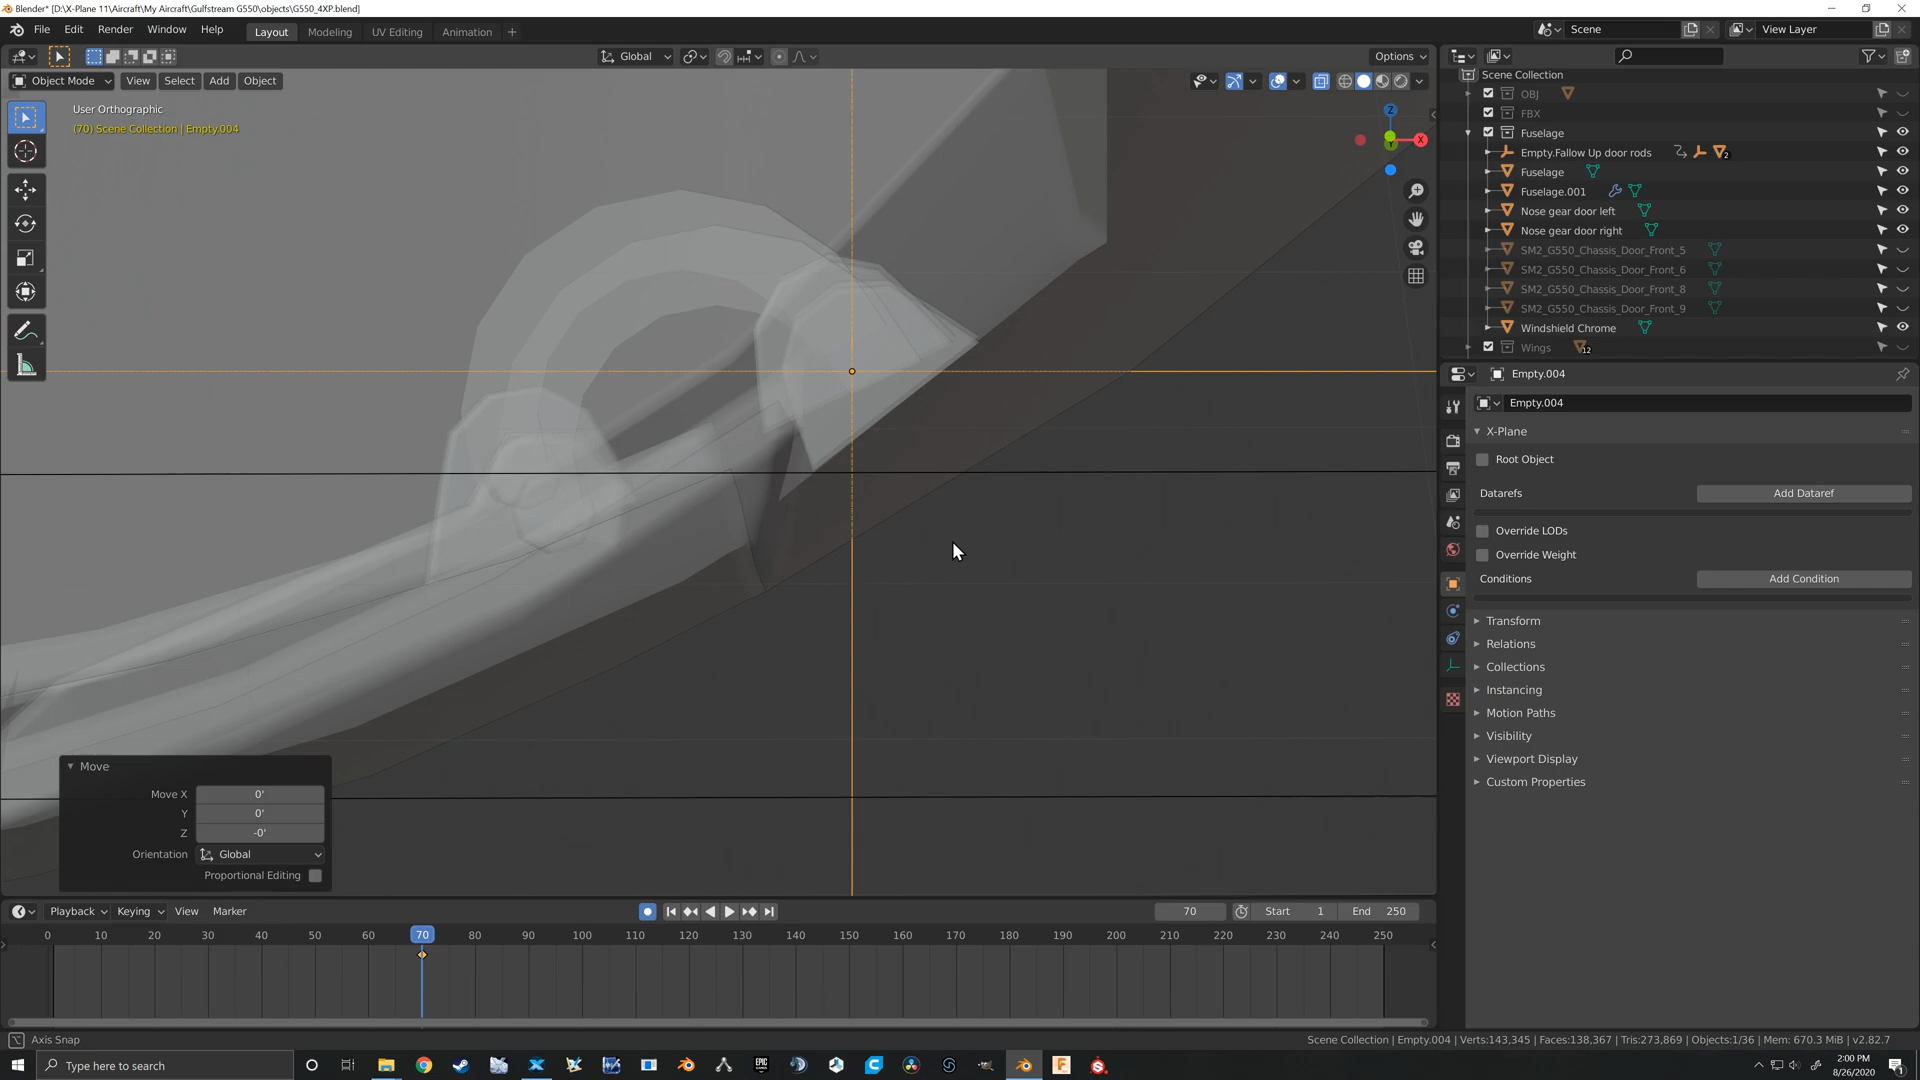 Blender* [D:\X-Plane 11\Aircraft\My Aircraft\Gulfstream G550\objects\G550_4XP.blend]
File Edit Render Window Help Layout Modeling UV Editing Animation + Scene View Layer
Global Options
Object Mode View Select Add Object
User Orthographic
(70) Scene Collection | Empty.004
Z
X
Y
Scene Collection
OBJ
FBX
Fuselage
Empty.Fallow Up door rods 2
Fuselage
Fuselage.001
Nose gear door left
Nose gear door right
SM2_G550_Chassis_Door_Front_5
SM2_G550_Chassis_Door_Front_6
SM2_G550_Chassis_Door_Front_8
SM2_G550_Chassis_Door_Front_9
Windshield Chrome
Wings 12
Empty.004
Empty.004
X-Plane
Root Object
Datarefs Add Dataref
Override LODs
Override Weight
Conditions Add Condition
Transform
Relations
Collections
Instancing
Motion Paths
Visibility
Viewport Display
Custom Properties
Move
Move X 0'
Y 0'
Z -0'
Orientation Global
Proportional Editing
Playback Keying View Marker 70 Start 1 End 250
0 10 20 30 40 50 60 70 80 90 100 110 120 130 140 150 160 170 180 190 200 210 220 230 240 250
Axis Snap
Scene Collection | Empty.004 | Verts:143,345 | Faces:138,367 | Tris:273,869 | Objects:1/36 | Mem: 670.3 MiB | v2.82.7
Type here to search
2:00 PM
8/26/2020